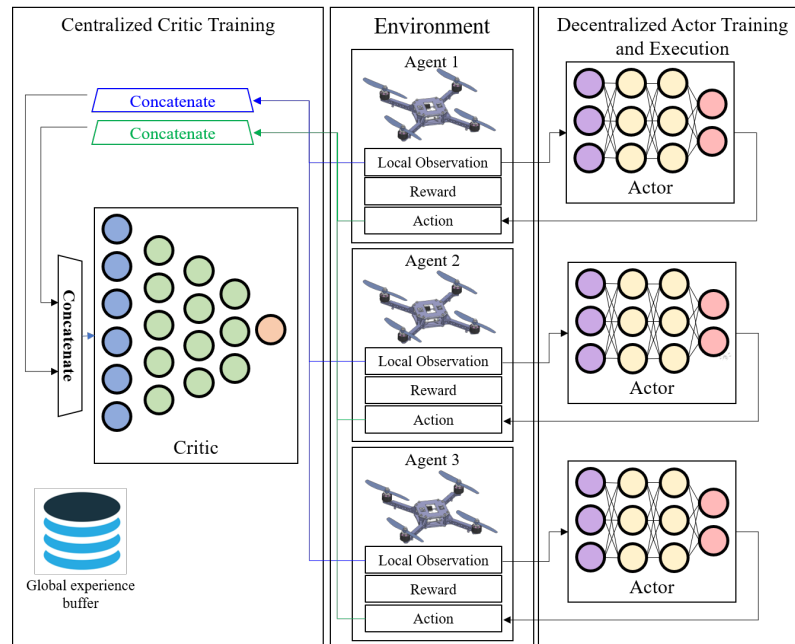 Centralized Critic Training
Concatenate
Concatenate
Concatenate
Critic
Global experience
buffer
Environment
Agent 1
Local Observation
Reward
Action
Agent 2
Local Observation
Reward
Action
Agent 3
Local Observation
Reward
Action
Decentralized Actor Training
and Execution
Actor
Actor
Actor